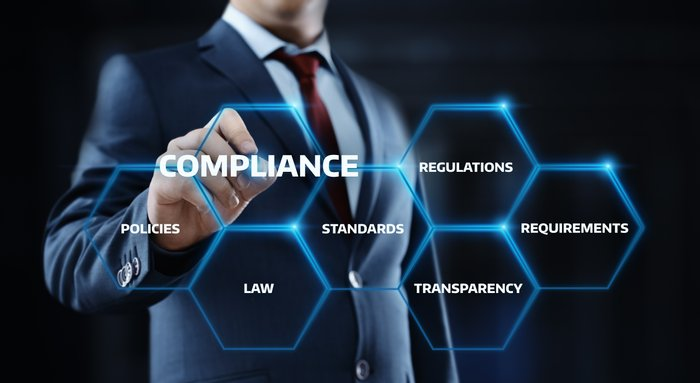 COMPLIANCE
REGULATIONS
POLICIES
STANDARDS
REQUIREMENTS
LAW
TRANSPARENCY